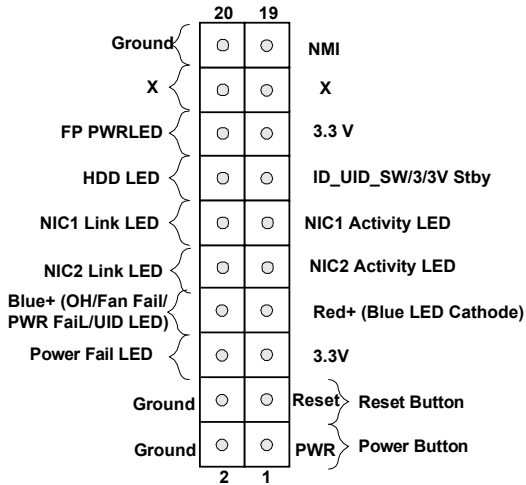 20 19
Ground NMI
X X
FP PWRLED 3.3 V
HDD LED ID_UID_SW/3/3V Stby
NIC1 Link LED NIC1 Activity LED
NIC2 Link LED NIC2 Activity LED
Blue+ (OH/Fan Fail/
PWR FaiL/UID LED) Red+ (Blue LED Cathode)
Power Fail LED 3.3V
Ground Reset Reset Button
Ground PWR Power Button
2 1